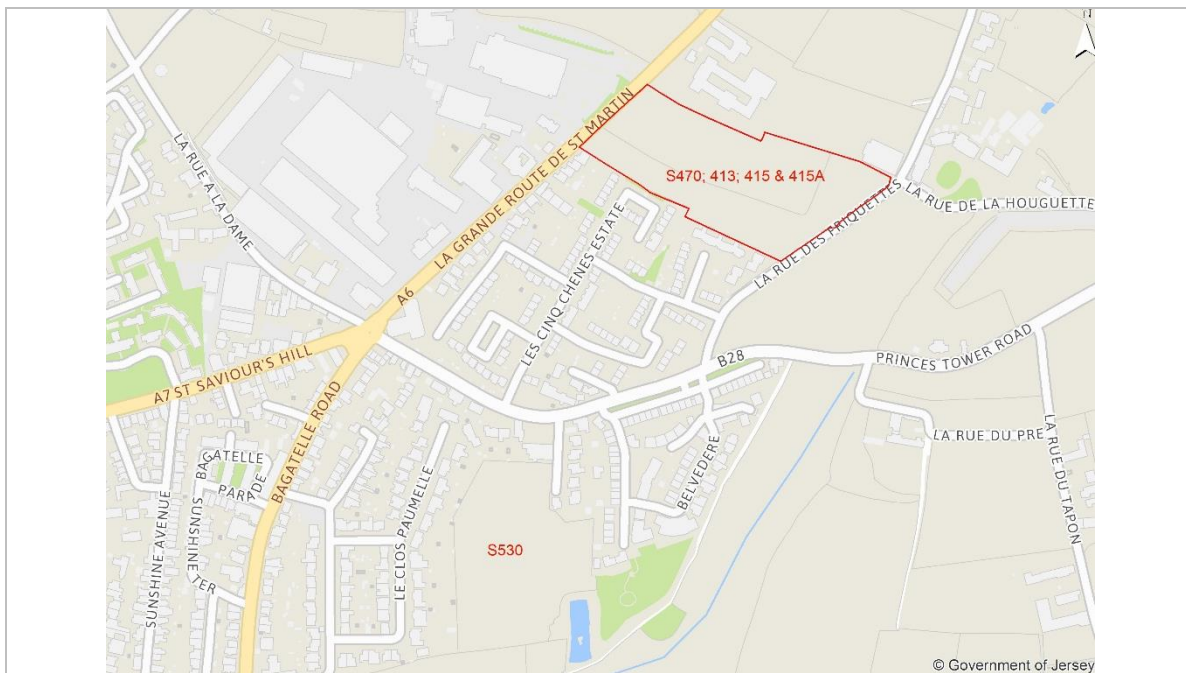 LA RUE A LA DAME
LA GRANDE ROUTE DE ST MARTIN
S470; 413; 415 & 415A
LA RUE DES FRIQUETTES
LA RUE DE LA HOUGUETTE
A6
LES CINQ CHENES ESTATE
A7 ST SAVIOUR'S HILL
B28
PRINCES TOWER ROAD
BAGATELLE ROAD
BAGATELLE
PARADE
SUNSHINE AVENUE
SUNSHINE
TER
LE CLOS PAUMELLE
BELVEDERE
LA RUE DU PRE
LA RUE DU TAPON
S530
© Government of Jersey